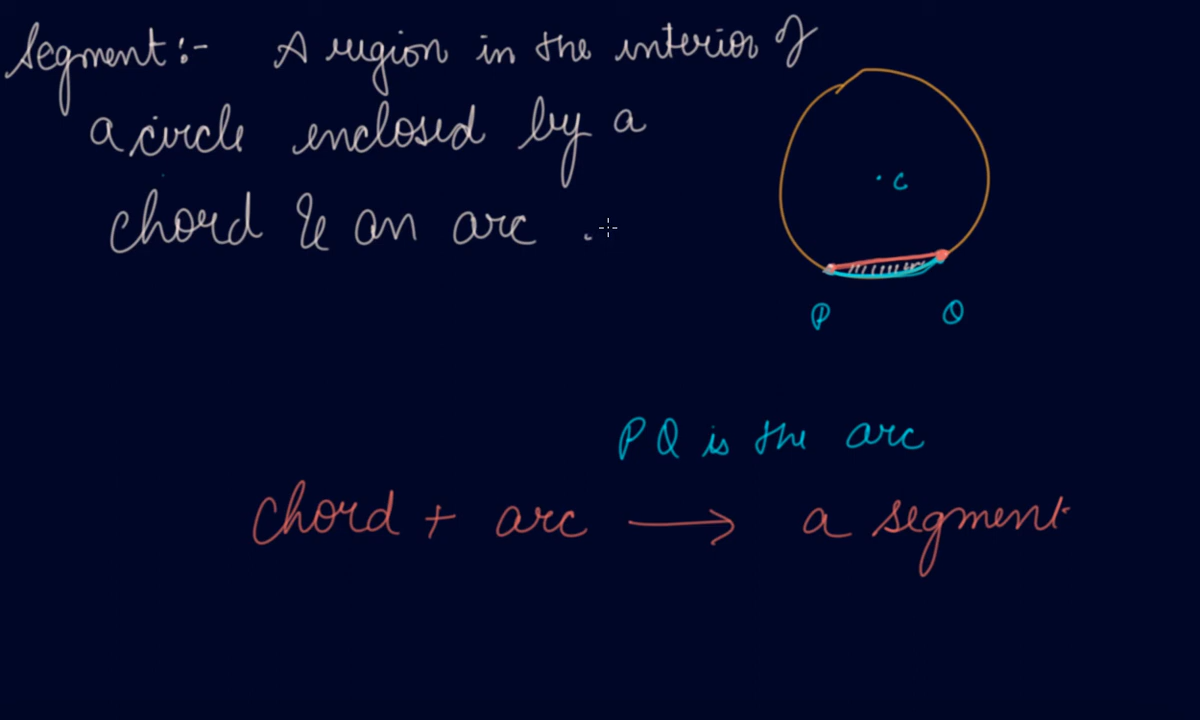 Segment:- A region in the interior of
a circle enclosed by a
chord & an arc .
. C
P Q
PQ is the arc
chord + arc → a segment